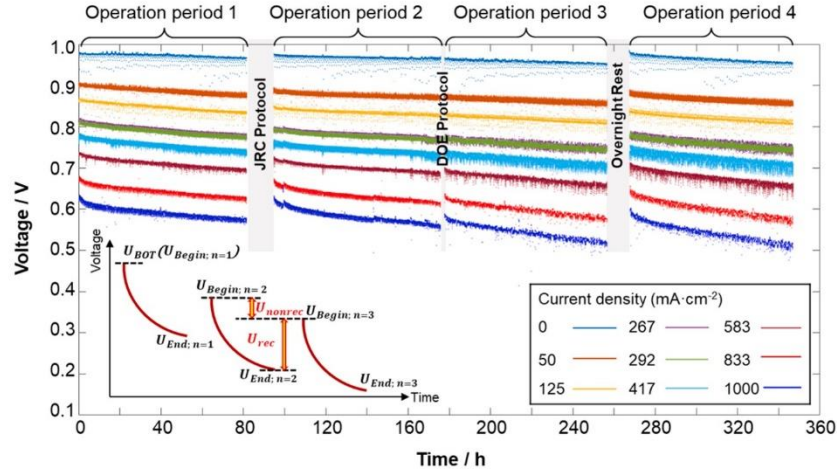 Operation period 1 Operation period 2 Operation period 3 Operation period 4
1.0
0.9
0.8
0.7
0.6
0.5
0.4
0.3
0.2
0.1
Voltage / V
JRC Protocol
DOE Protocol
Overnight Rest
Voltage
U_BOT(U_Begin; n=1)
U_Begin; n=2
U_nonrec
U_Begin; n=3
U_rec
U_End; n=1
U_End; n=2
U_End; n=3
Time
Current density (mA·cm⁻²)
0 267 583
50 292 833
125 417 1000
0 40 80 120 160 200 240 280 320 360
Time / h